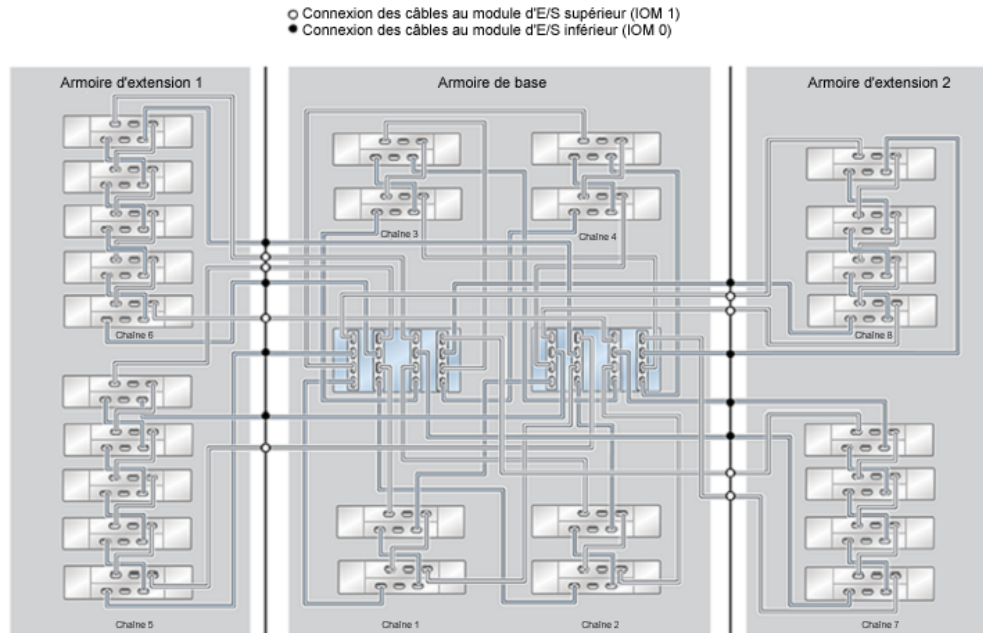 Connexion des câbles au module d'E/S supérieur (IOM 1)
Connexion des câbles au module d'E/S inférieur (IOM 0)
Armoire d'extension 1
Armoire de base
Armoire d'extension 2
Chaîne 3
Chaîne 4
Chaîne 6
Chaîne 8
Chaîne 5
Chaîne 1
Chaîne 2
Chaîne 7